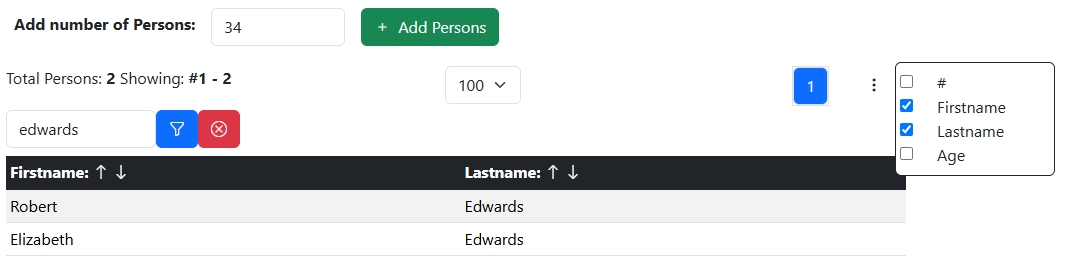 Add number of Persons: 34 + Add Persons
Total Persons: 2 Showing: #1 - 2 100 1
#
Firstname
Lastname
Age
edwards
Firstname: ↑ ↓ Lastname: ↑ ↓
Robert Edwards
Elizabeth Edwards